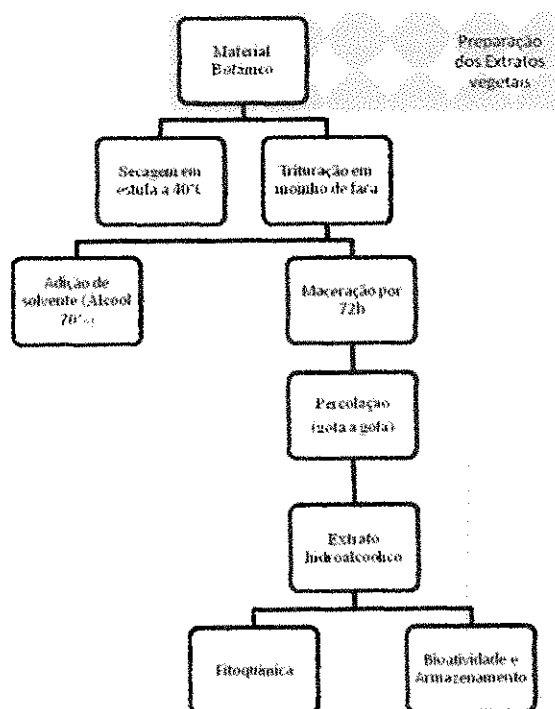 Material
Botânico
Preparação
dos Extratos
vegetais
Secagem em
estufa a 40°C
Trituração em
moinho de faca
Adição de
solvente (Álcool
70%)
Maceração por
72h
Percolação
(gota a gota)
Extrato
hidroalcoólico
Fitoquímica
Bioatividade e
Armazenamento